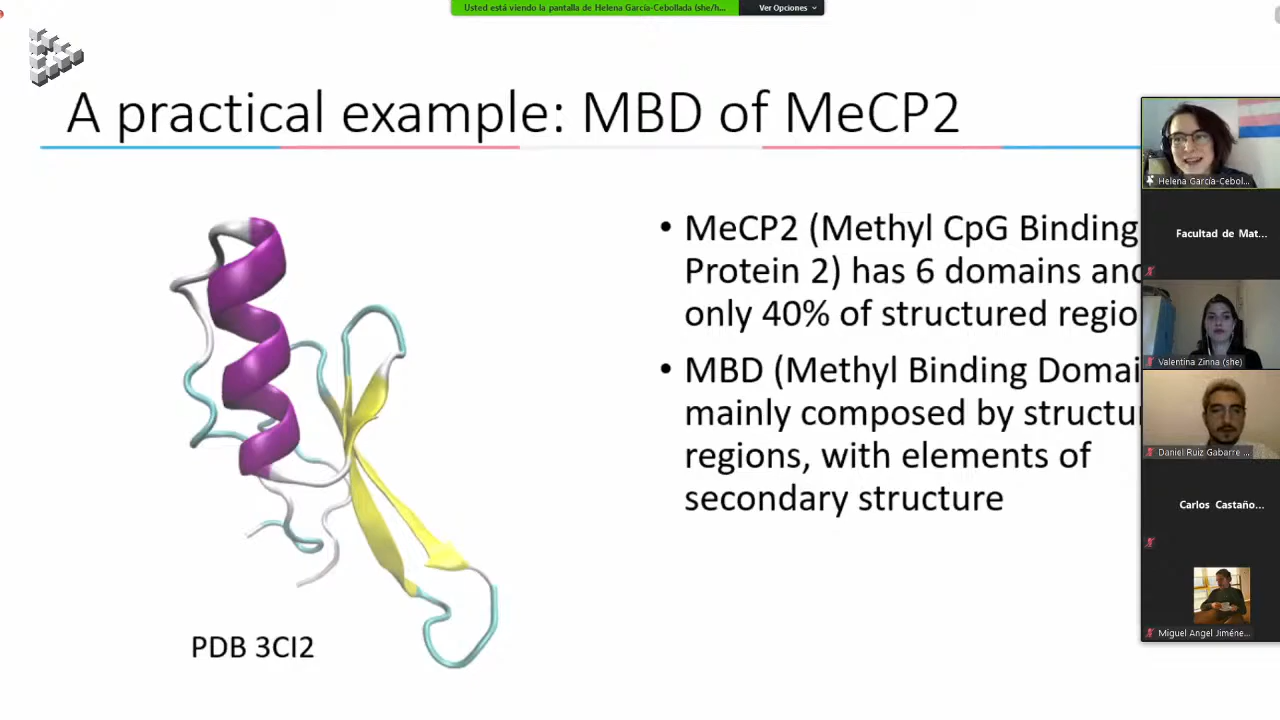 Usted está viendo la pantalla de Helena García-Cebollada (she/h...
Ver Opciones
A practical example: MBD of MeCP2
• MeCP2 (Methyl CpG Binding
Protein 2) has 6 domains and
only 40% of structured regio
• MBD (Methyl Binding Domai
mainly composed by structu
regions, with elements of
secondary structure
PDB 3CI2
Helena García-Cebol...
Facultad de Mat...
Valentina Zinna (she)
Daniel Ruiz Gabarre ...
Carlos Castaño...
Miguel Angel Jiméne...